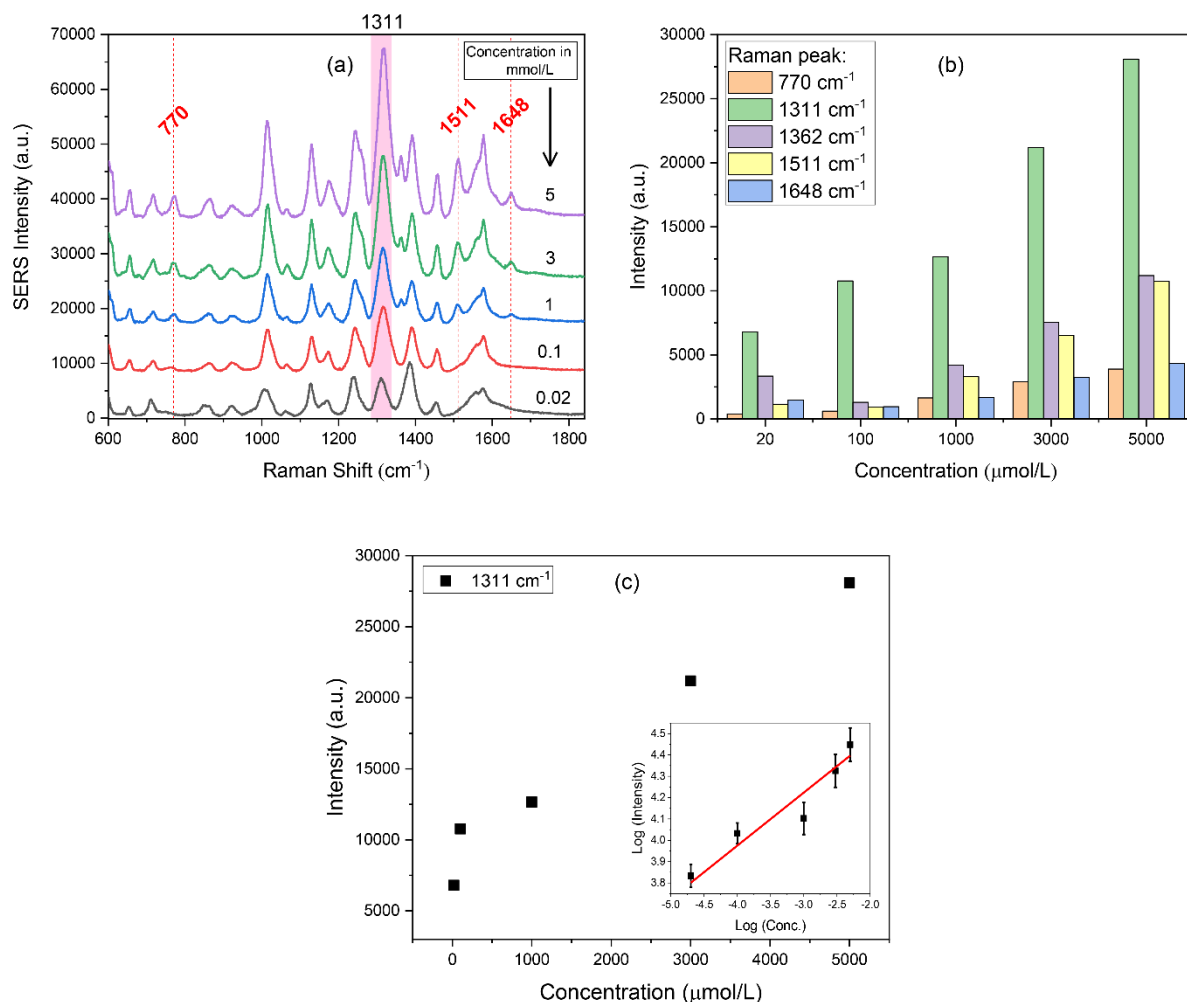 1311
70000
60000
50000
40000
30000
20000
10000
0
SERS Intensity (a.u.)
(a)
Concentration in
mmol/L
770
1511
1648
5
3
1
0.1
0.02
600 800 1000 1200 1400 1600 1800
Raman Shift (cm⁻¹)
30000
25000
20000
15000
10000
5000
0
Intensity (a.u.)
Raman peak:
770 cm⁻¹
1311 cm⁻¹
1362 cm⁻¹
1511 cm⁻¹
1648 cm⁻¹
(b)
20 100 1000 3000 5000
Concentration (μmol/L)
30000
25000
20000
15000
10000
5000
Intensity (a.u.)
1311 cm⁻¹
(c)
4.5
4.4
4.3
4.2
4.1
4.0
3.9
3.8
Log (Intensity)
-5.0 -4.5 -4.0 -3.5 -3.0 -2.5 -2.0
Log (Conc.)
0 1000 2000 3000 4000 5000
Concentration (μmol/L)